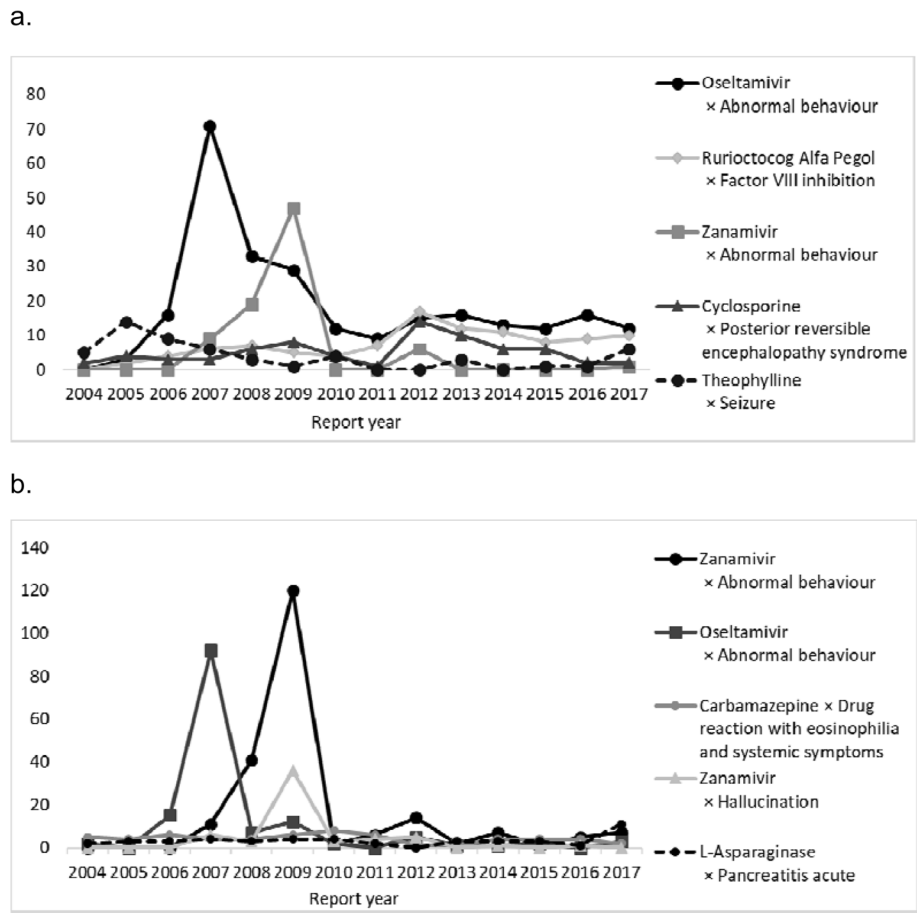 a.
80
70
60
50
40
30
20
10
0
2004 2005 2006 2007 2008 2009 2010 2011 2012 2013 2014 2015 2016 2017
Report year
Oseltamivir
× Abnormal behaviour
Rurioctocog Alfa Pegol
× Factor VIII inhibition
Zanamivir
× Abnormal behaviour
Cyclosporine
× Posterior reversible
encephalopathy syndrome
Theophylline
× Seizure
b.
140
120
100
80
60
40
20
0
2004 2005 2006 2007 2008 2009 2010 2011 2012 2013 2014 2015 2016 2017
Report year
Zanamivir
× Abnormal behaviour
Oseltamivir
× Abnormal behaviour
Carbamazepine × Drug
reaction with eosinophilia
and systemic symptoms
Zanamivir
× Hallucination
L-Asparaginase
× Pancreatitis acute